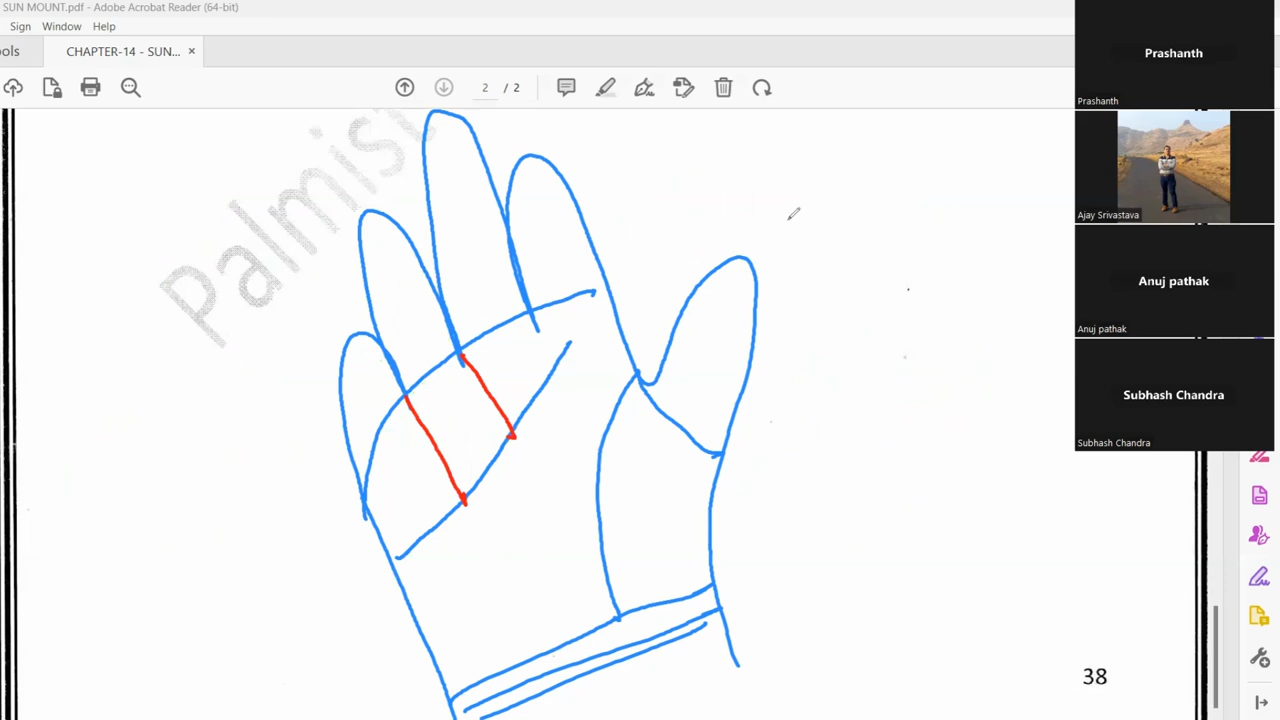 SUN MOUNT.pdf - Adobe Acrobat Reader (64-bit)
Sign Window Help
ools
CHAPTER-14 - SUN... ×
2 / 2
Palmist
38
Prashanth
Prashanth
Ajay Srivastava
Anuj pathak
Anuj pathak
Subhash Chandra
Subhash Chandra